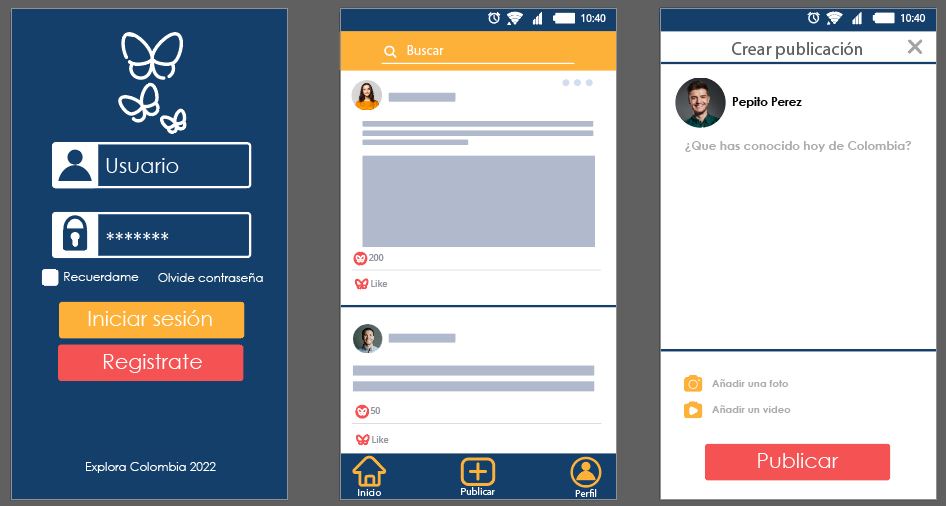 Usuario
*******
Recuerdame Olvide contraseña
Iniciar sesión
Registrate
Explora Colombia 2022
10:40
Buscar
200
Like
50
Like
Inicio Publicar Perfil
10:40
Crear publicación
Pepito Perez
¿Que has conocido hoy de Colombia?
Añadir una foto
Añadir un video
Publicar